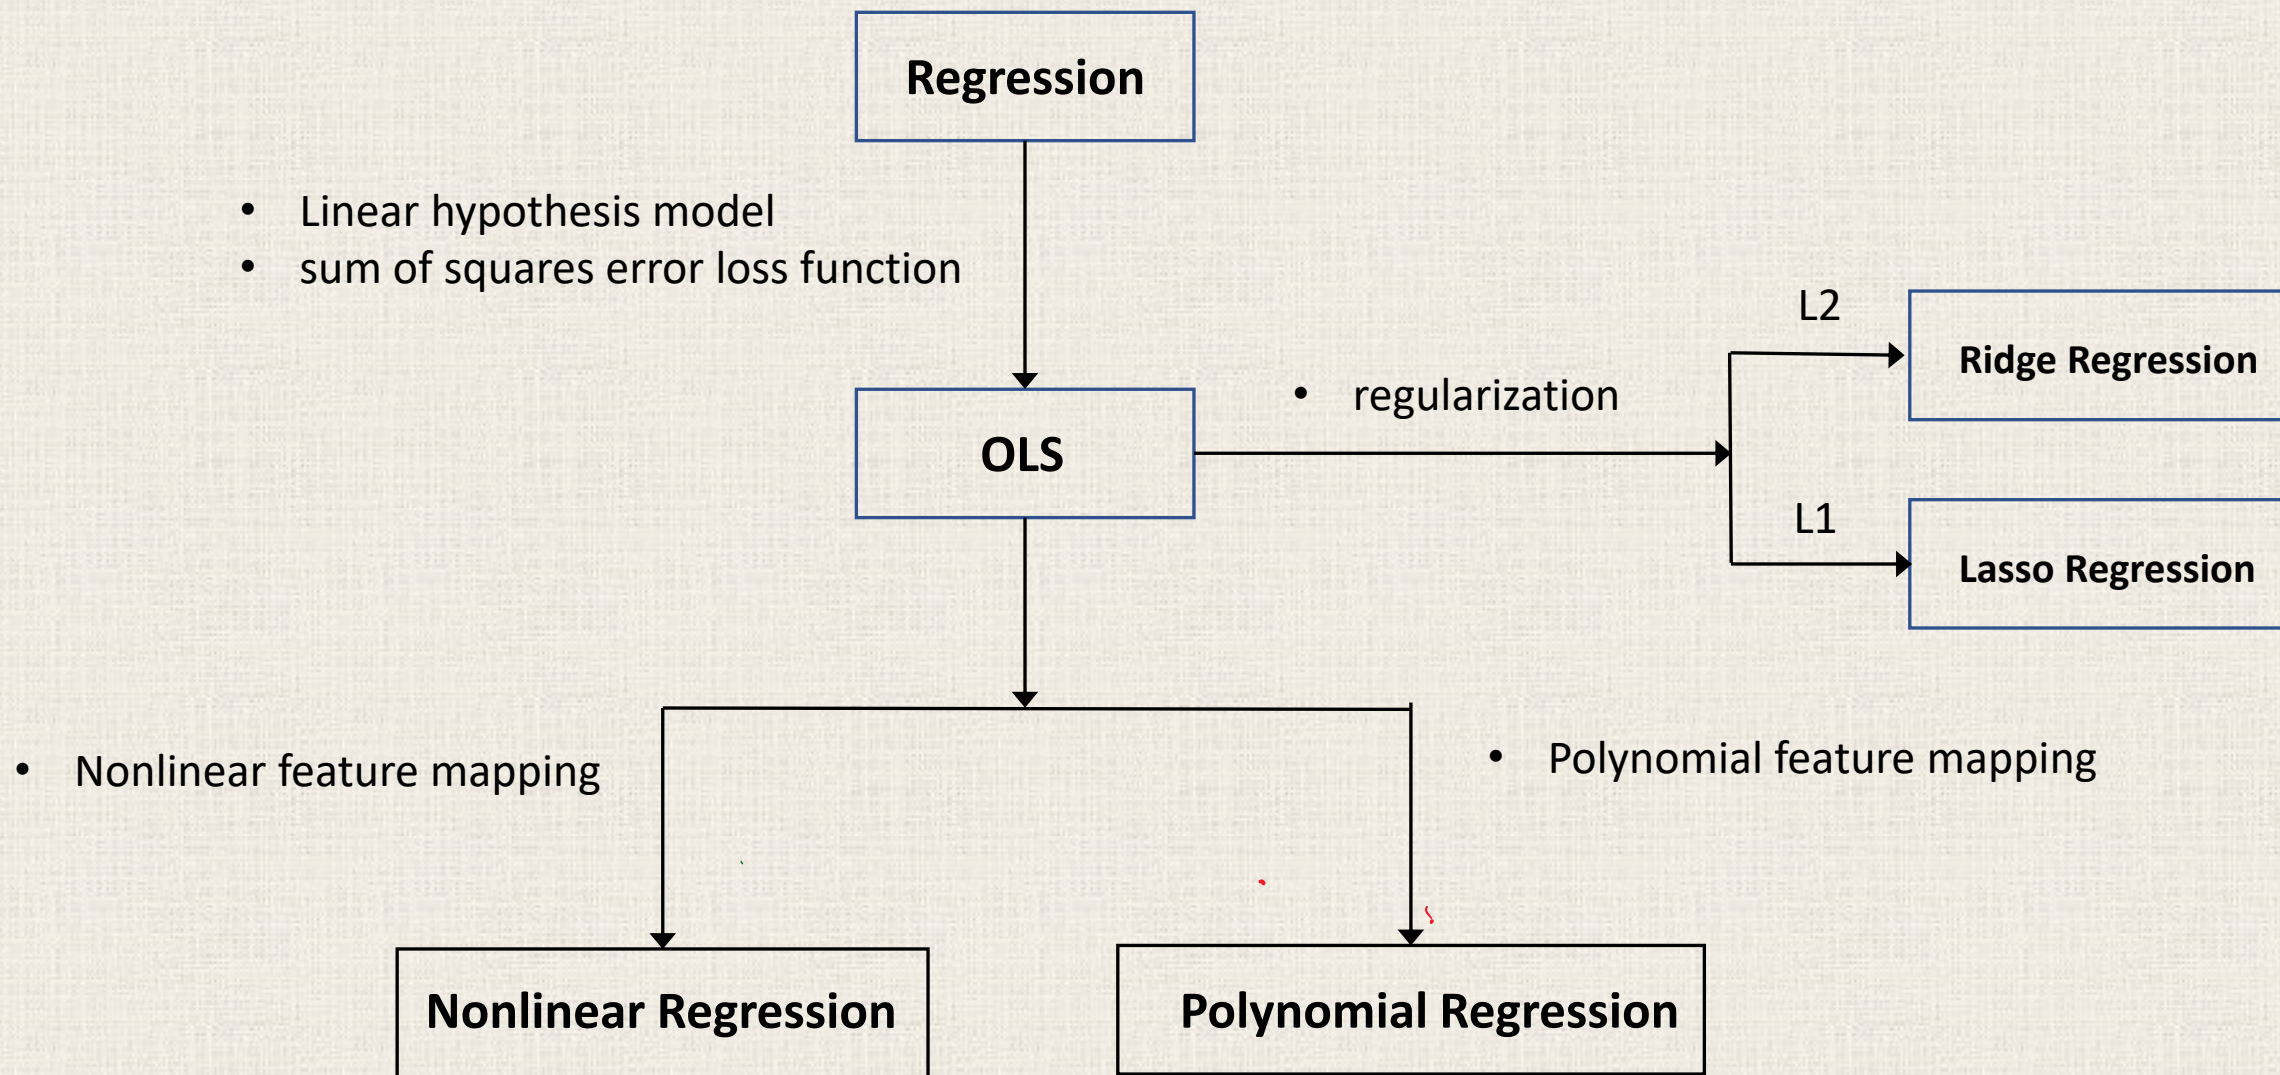 Regression
• Linear hypothesis model
• sum of squares error loss function
L2
Ridge Regression
• regularization
OLS
L1
Lasso Regression
• Nonlinear feature mapping
• Polynomial feature mapping
Nonlinear Regression
Polynomial Regression